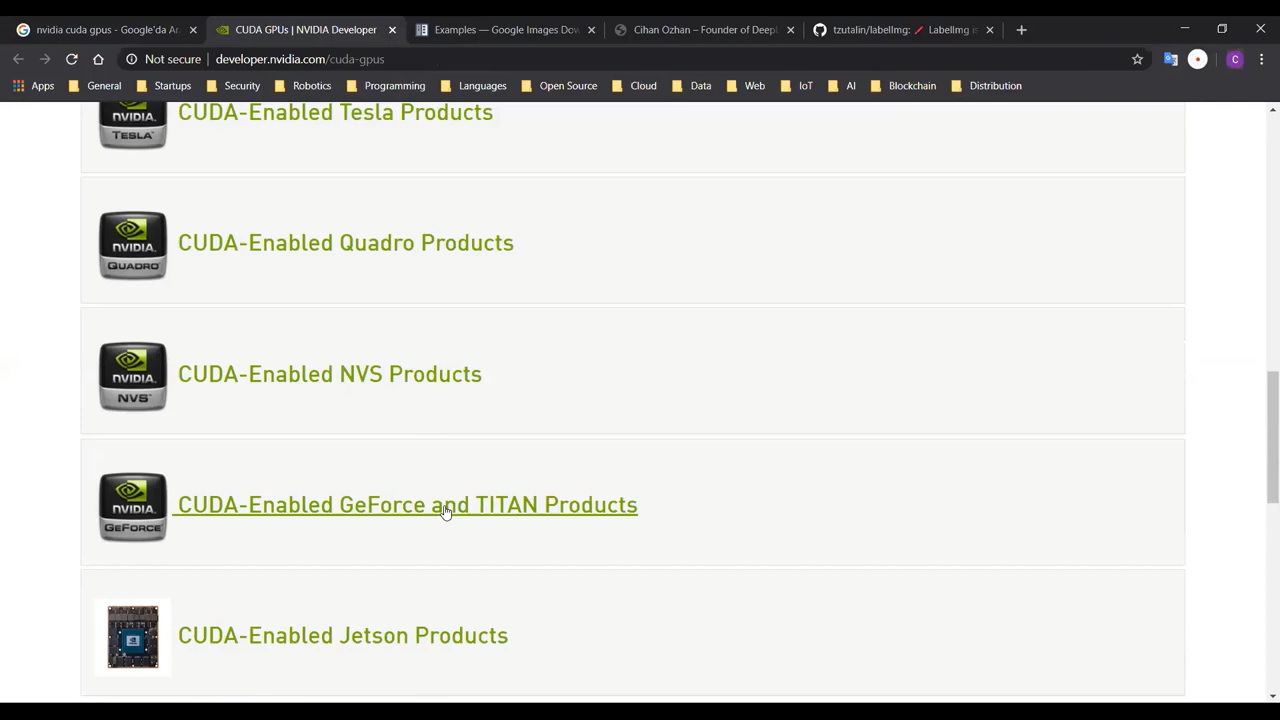 nvidia cuda gpus - Google'da Ar
CUDA GPUs | NVIDIA Developer
Examples — Google Images Dow
Cihan Ozhan – Founder of DeepL
tzutalin/labelImg: LabelImg is
Not secure
developer.nvidia.com/cuda-gpus
C
Apps
General
Startups
Security
Robotics
Programming
Languages
Open Source
Cloud
Data
Web
IoT
AI
Blockchain
Distribution
NVIDIA
TESLA
CUDA-Enabled Tesla Products
NVIDIA
QUADRO
CUDA-Enabled Quadro Products
NVIDIA
NVS
CUDA-Enabled NVS Products
NVIDIA
GEFORCE
CUDA-Enabled GeForce and TITAN Products
CUDA-Enabled Jetson Products